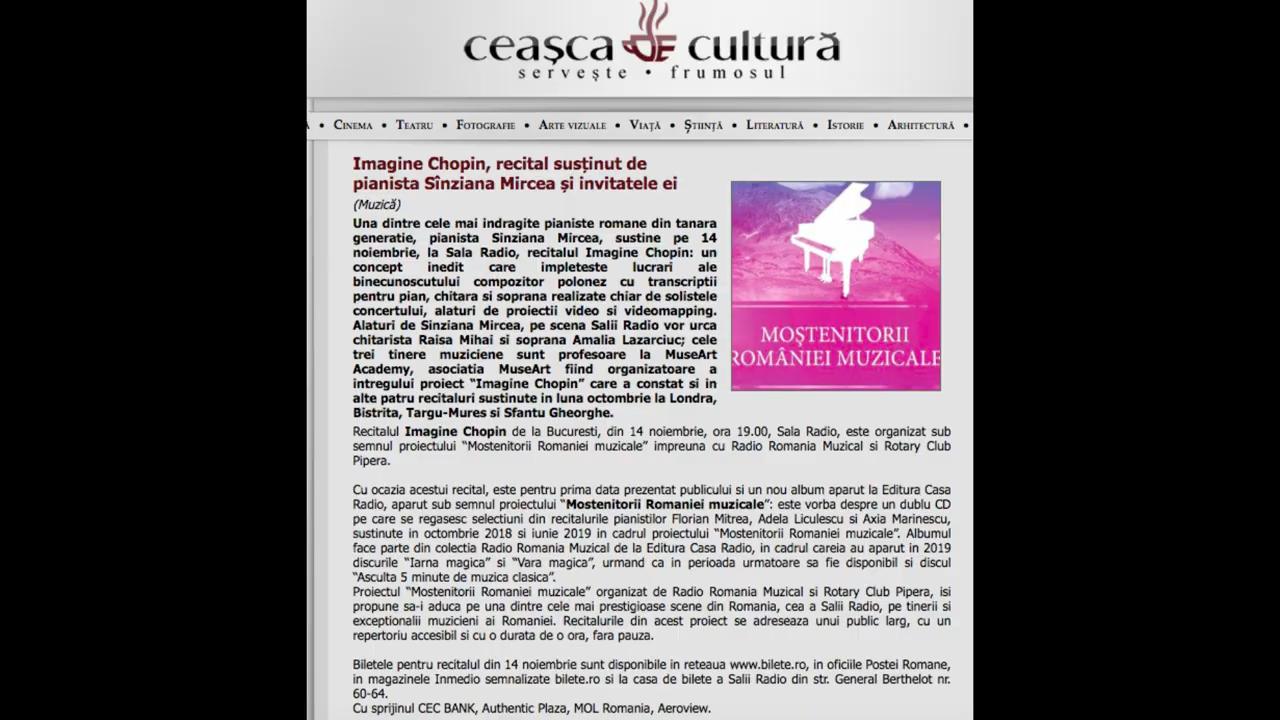 ceașca DE cultură
servește • frumosul
• Cinema • Teatru • Fotografie • Arte vizuale • Viață • Știință • Literatură • Istorie • Arhitectură •
Imagine Chopin, recital susținut de
pianista Sînziana Mircea și invitatele ei
(Muzică)
Una dintre cele mai indragite pianiste romane din tanara
generatie, pianista Sinziana Mircea, sustine pe 14
noiembrie, la Sala Radio, recitalul Imagine Chopin: un
concept inedit care impleteste lucrari ale
binecunoscutului compozitor polonez cu transcriptii
pentru pian, chitara si soprana realizate chiar de solistele
concertului, alaturi de proiectii video si videomapping.
Alaturi de Sinziana Mircea, pe scena Salii Radio vor urca
chitarista Raisa Mihai si soprana Amalia Lazarciuc; cele
trei tinere muziciene sunt profesoare la MuseArt
Academy, asociatia MuseArt fiind organizatoare a
intregului proiect “Imagine Chopin” care a constat si in
alte patru recitaluri sustinute in luna octombrie la Londra,
Bistrita, Targu-Mures si Sfantu Gheorghe.
MOȘTENITORII
ROMÂNIEI MUZICALE
Recitalul Imagine Chopin de la Bucuresti, din 14 noiembrie, ora 19.00, Sala Radio, este organizat sub
semnul proiectului “Mostenitorii Romaniei muzicale” impreuna cu Radio Romania Muzical si Rotary Club
Pipera.
Cu ocazia acestui recital, este pentru prima data prezentat publicului si un nou album aparut la Editura Casa
Radio, aparut sub semnul proiectului “Mostenitorii Romaniei muzicale”: este vorba despre un dublu CD
pe care se regasesc selectiuni din recitalurile pianistilor Florian Mitrea, Adela Liculescu si Axia Marinescu,
sustinute in octombrie 2018 si iunie 2019 in cadrul proiectului “Mostenitorii Romaniei muzicale”. Albumul
face parte din colectia Radio Romania Muzical de la Editura Casa Radio, in cadrul careia au aparut in 2019
discurile “Iarna magica” si “Vara magica”, urmand ca in perioada urmatoare sa fie disponibil si discul
“Asculta 5 minute de muzica clasica”.
Proiectul “Mostenitorii Romaniei muzicale” organizat de Radio Romania Muzical si Rotary Club Pipera, isi
propune sa-i aduca pe una dintre cele mai prestigioase scene din Romania, cea a Salii Radio, pe tinerii si
exceptionalii muzicieni ai Romaniei. Recitalurile din acest proiect se adreseaza unui public larg, cu un
repertoriu accesibil si cu o durata de o ora, fara pauza.
Biletele pentru recitalul din 14 noiembrie sunt disponibile in reteaua www.bilete.ro, in oficiile Postei Romane,
in magazinele Inmedio semnalizate bilete.ro si la casa de bilete a Salii Radio din str. General Berthelot nr.
60-64.
Cu sprijinul CEC BANK, Authentic Plaza, MOL Romania, Aeroview.